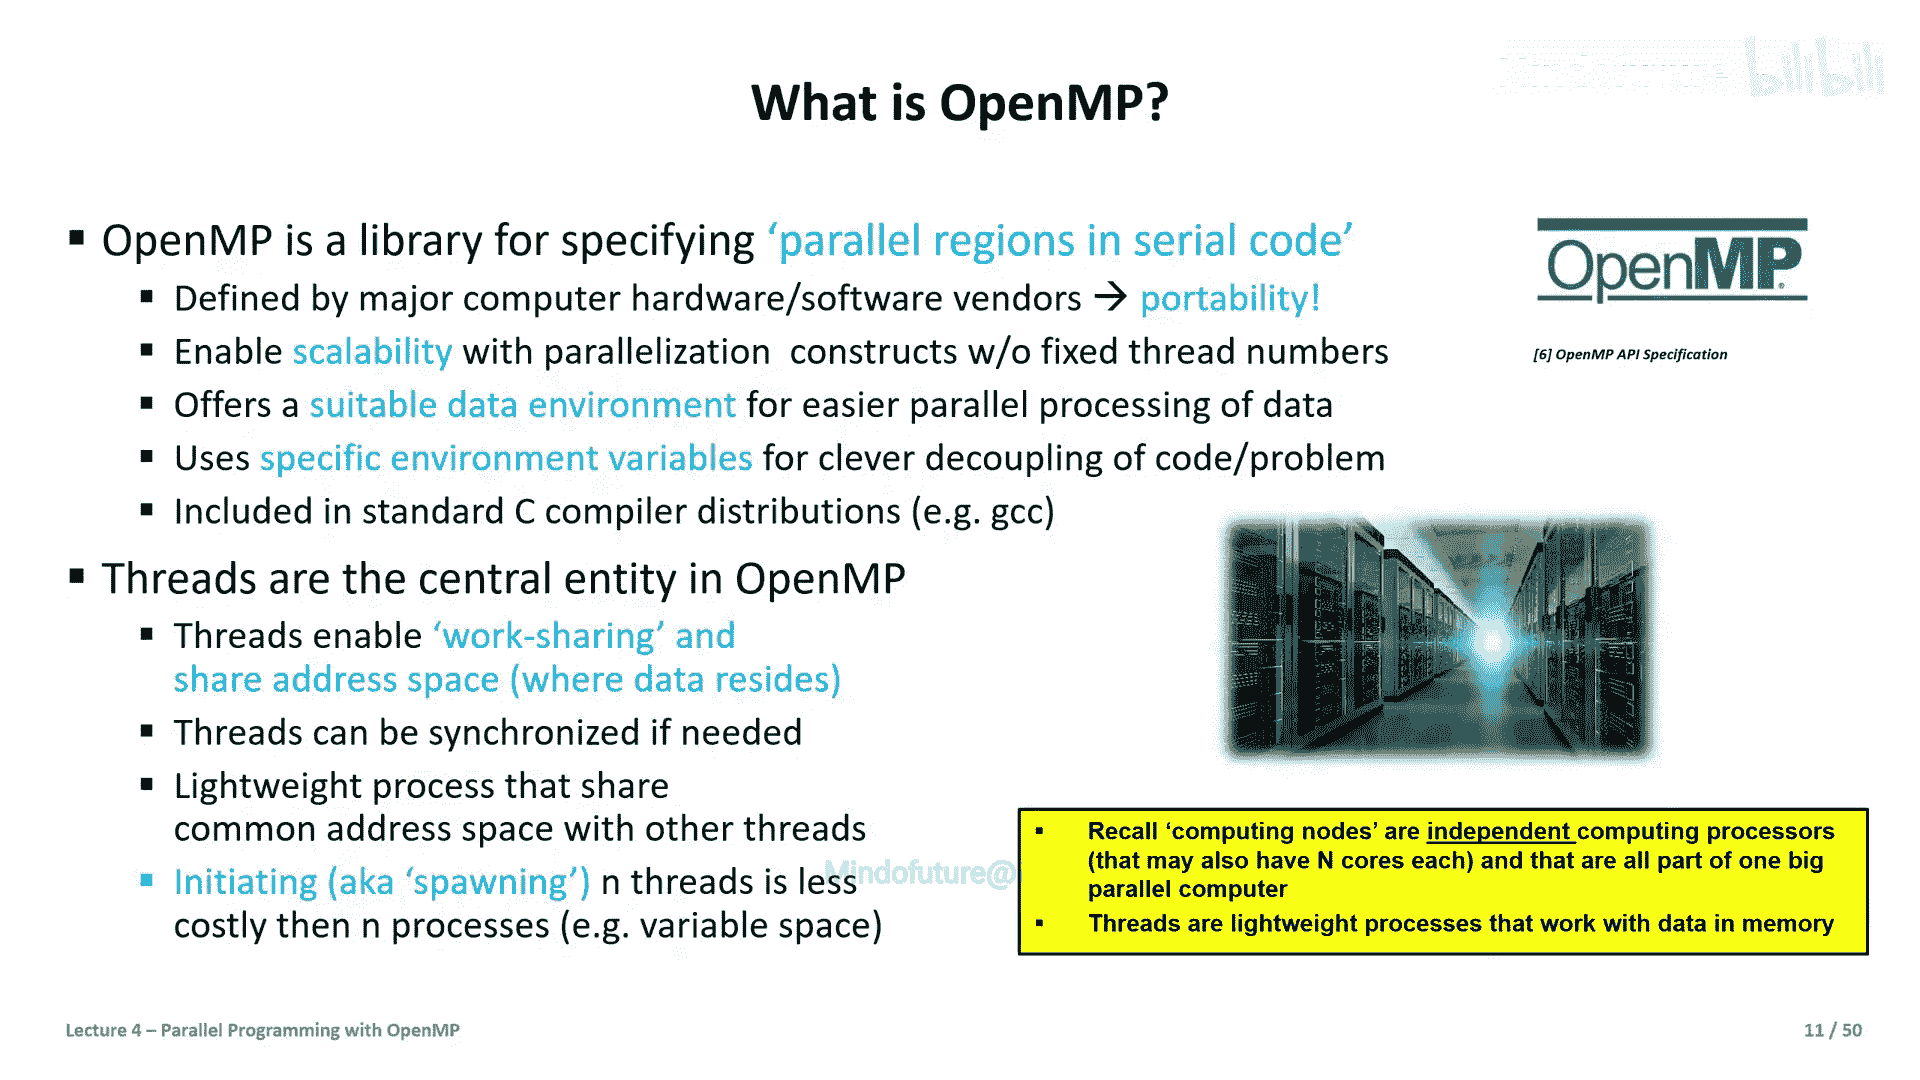 bilibili
What is OpenMP?
▪ OpenMP is a library for specifying ‘parallel regions in serial code’
▪ Defined by major computer hardware/software vendors → portability!
▪ Enable scalability with parallelization  constructs w/o fixed thread numbers
▪ Offers a suitable data environment for easier parallel processing of data
▪ Uses specific environment variables for clever decoupling of code/problem
▪ Included in standard C compiler distributions (e.g. gcc)
OpenMP
[6] OpenMP API Specification
▪ Threads are the central entity in OpenMP
▪ Threads enable ‘work-sharing’ and
share address space (where data resides)
▪ Threads can be synchronized if needed
▪ Lightweight process that share
common address space with other threads
▪ Initiating (aka ‘spawning’) n threads is less
costly then n processes (e.g. variable space)
Mindofuture@
▪ Recall ‘computing nodes’ are independent computing processors
(that may also have N cores each) and that are all part of one big
parallel computer
▪ Threads are lightweight processes that work with data in memory
Lecture 4 – Parallel Programming with OpenMP
11 / 50